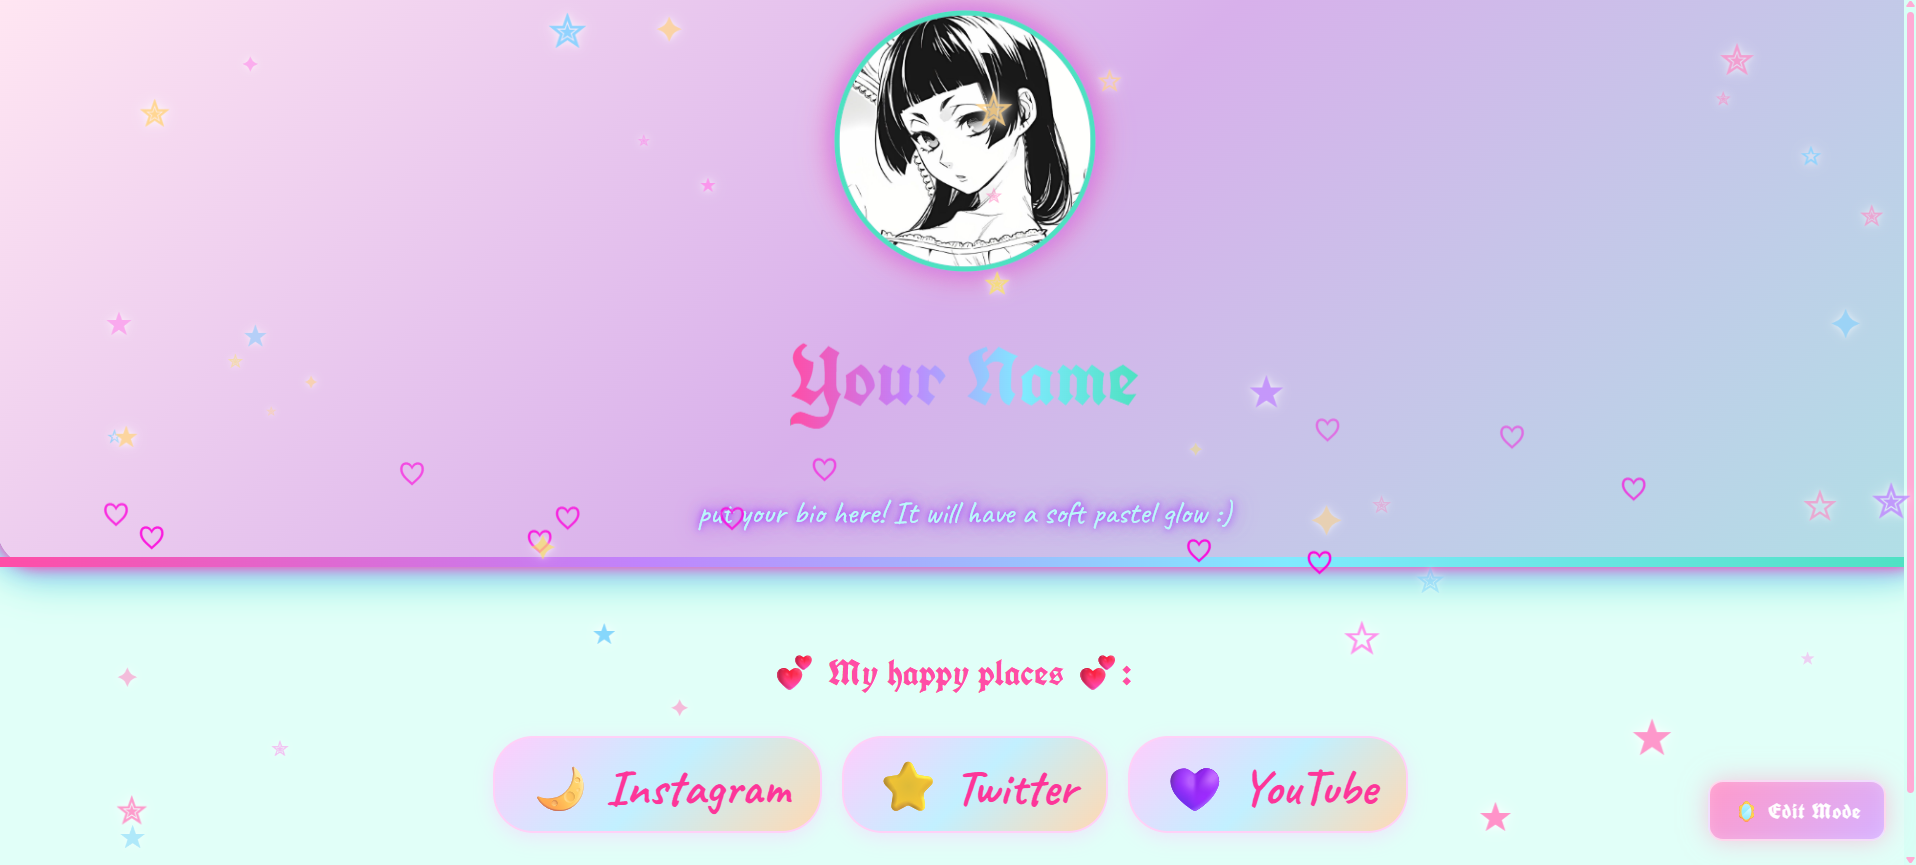 Your Name
put your bio here! It will have a soft pastel glow :)
💕 My happy places 💕:
🌙 Instagram
⭐ Twitter
💜 YouTube
🪞 Edit Mode